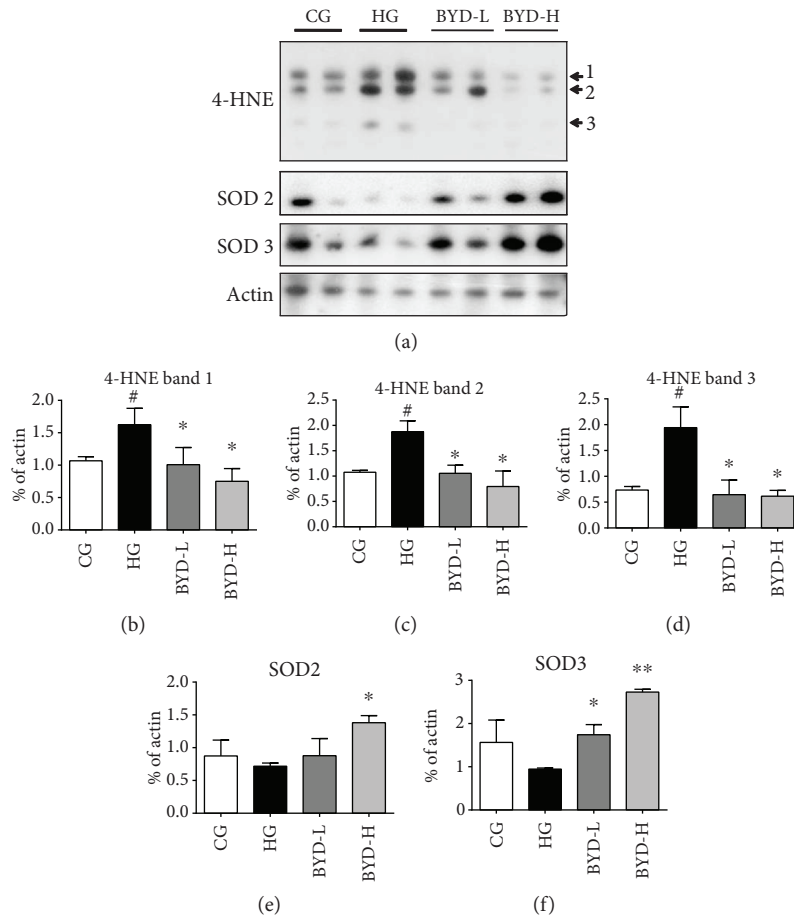 CG HG BYD-L BYD-H
4-HNE
1
2
3
SOD 2
SOD 3
Actin
(a)
4-HNE band 1
% of actin
2.0
1.5
1.0
0.5
0.0
#
*
*
CG
HG
BYD-L
BYD-H
(b)
4-HNE band 2
% of actin
2.5
2.0
1.5
1.0
0.5
0.0
#
*
*
CG
HG
BYD-L
BYD-H
(c)
4-HNE band 3
% of actin
2.5
2.0
1.5
1.0
0.5
0.0
#
*
*
CG
HG
BYD-L
BYD-H
(d)
SOD2
% of actin
2.0
1.5
1.0
0.5
0.0
*
CG
HG
BYD-L
BYD-H
(e)
SOD3
% of actin
3
2
1
0
*
**
CG
HG
BYD-L
BYD-H
(f)